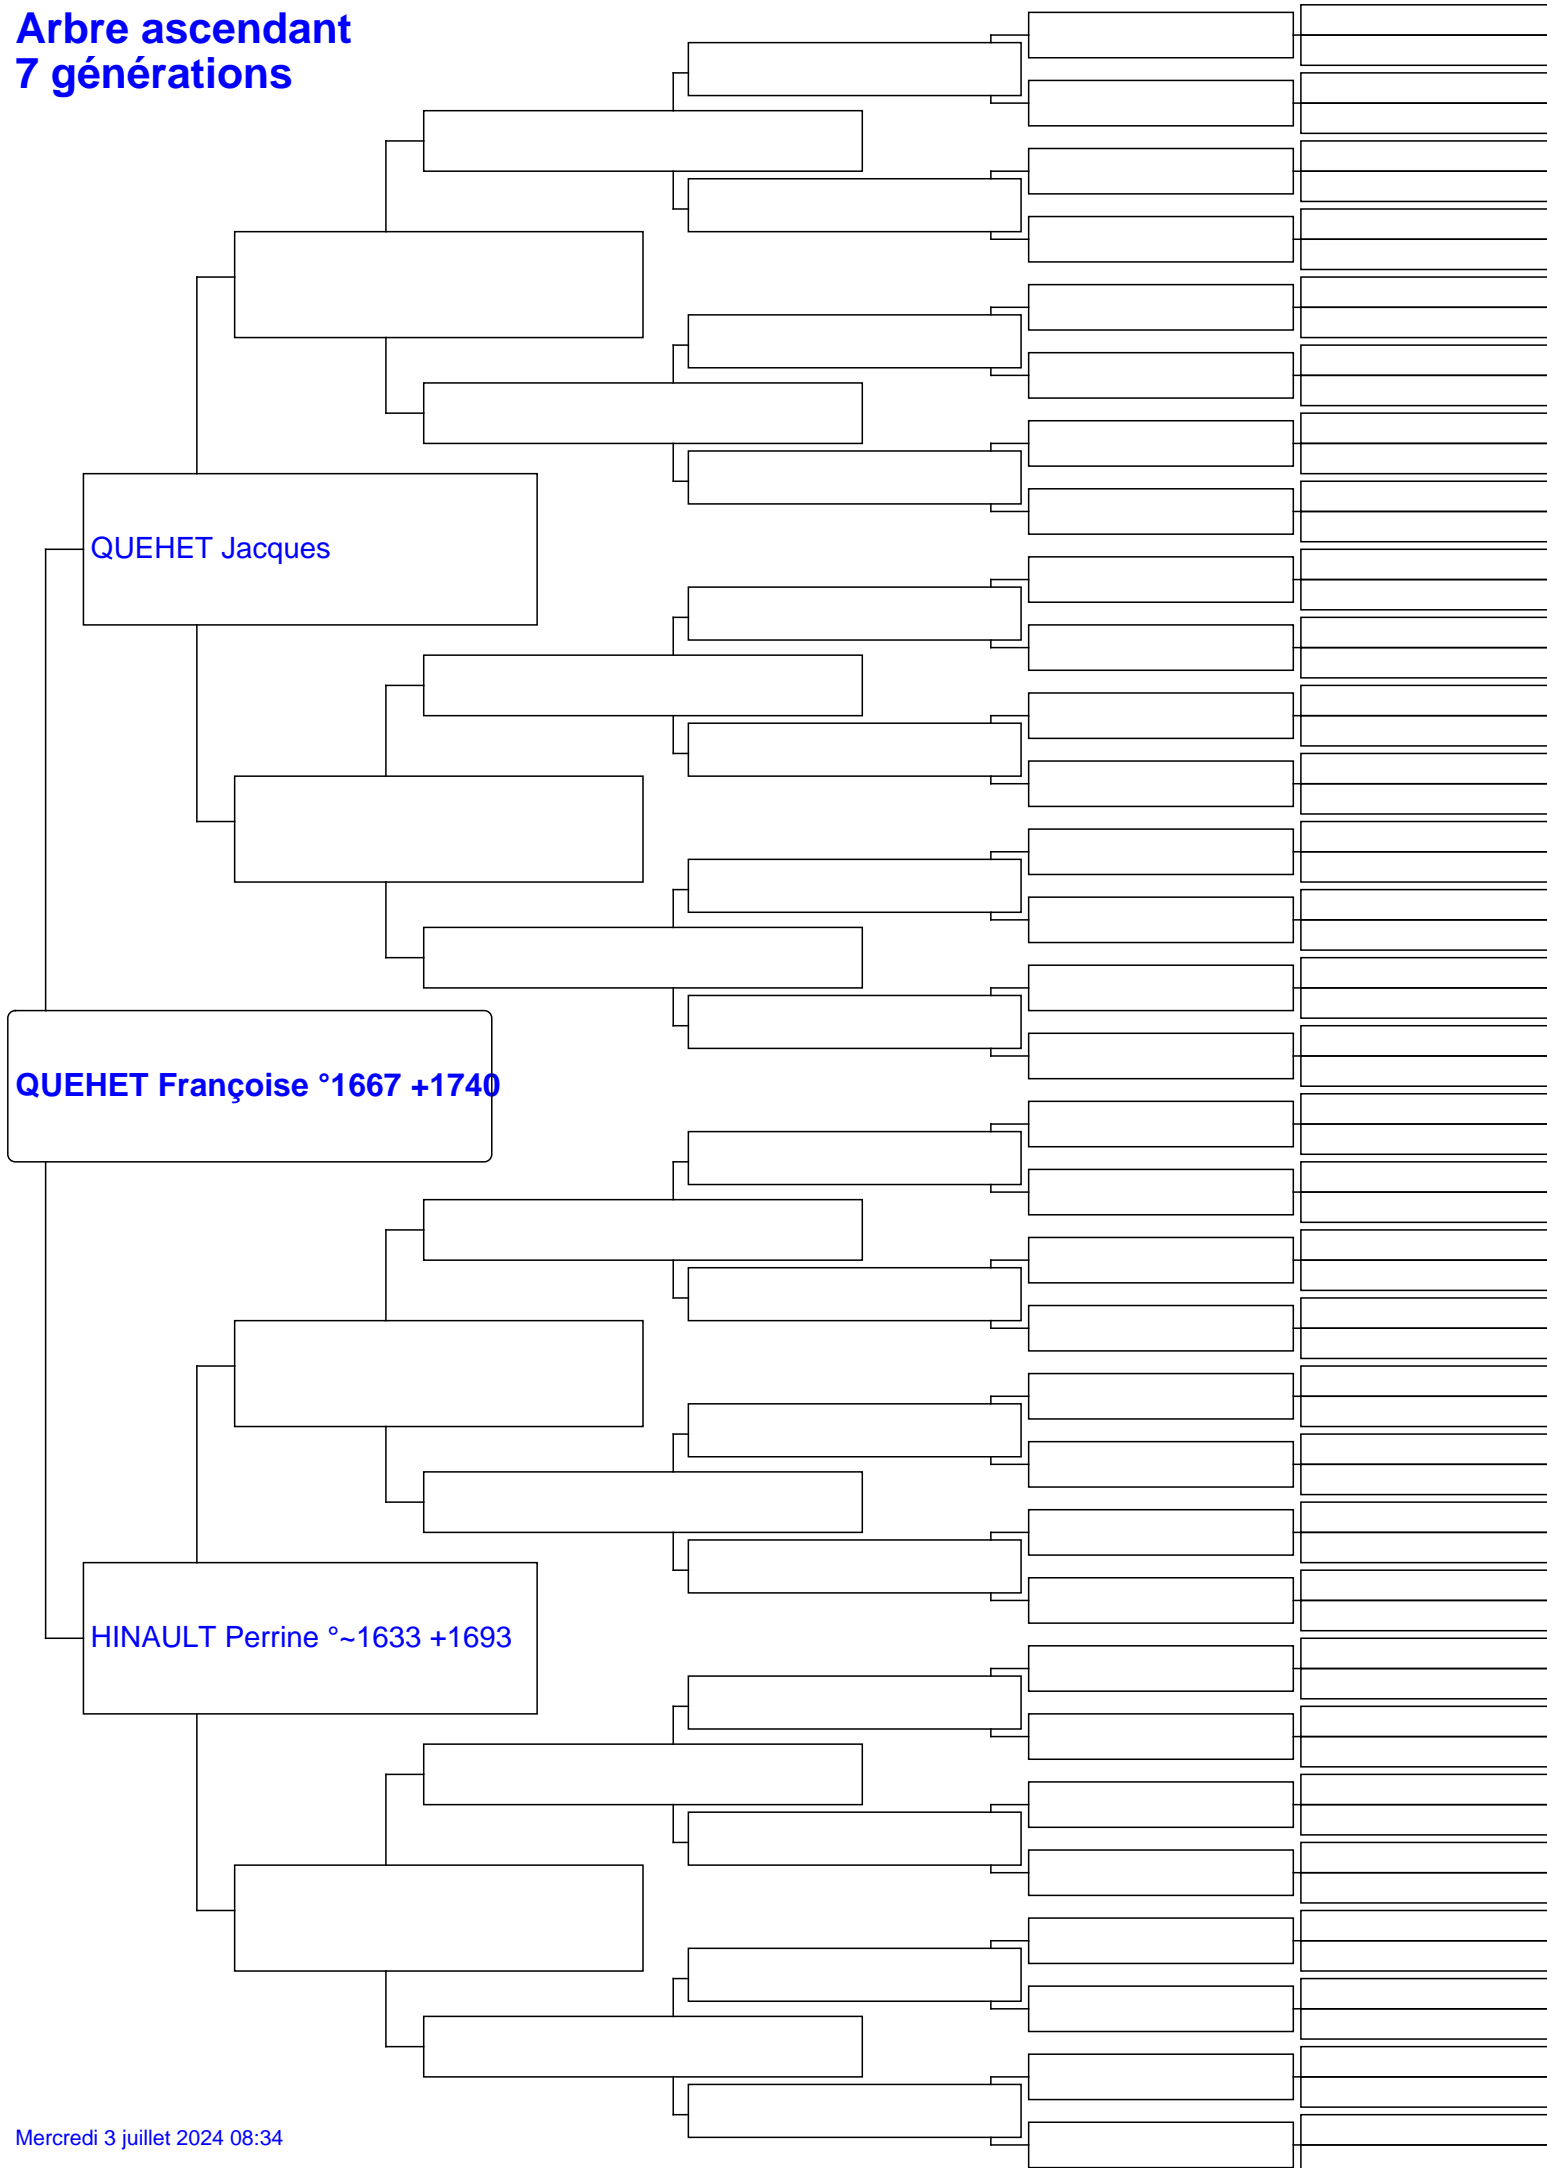 Arbre ascendant
7 générations
QUEHET Jacques
QUEHET Françoise °1667 +1740
HINAULT Perrine °~1633 +1693
Mercredi 3 juillet 2024 08:34